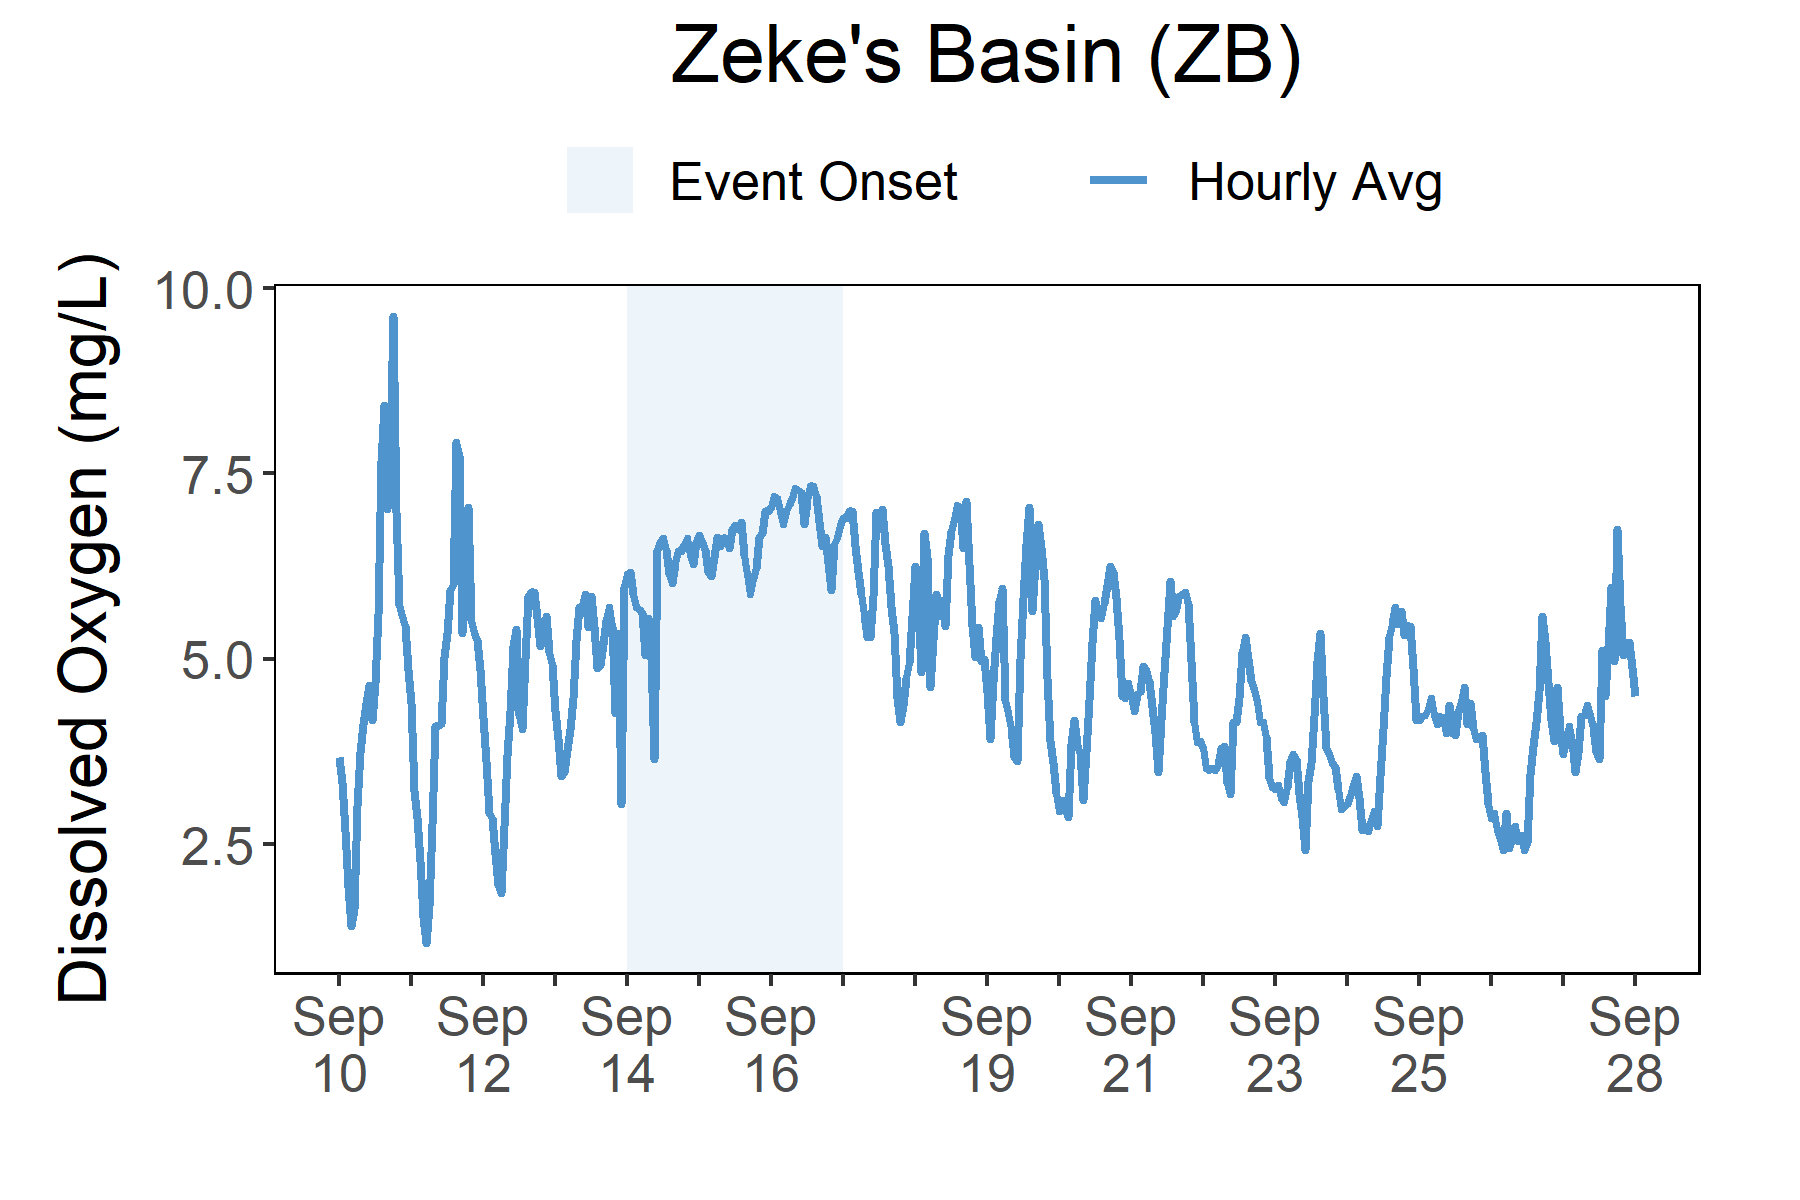 Zeke's Basin (ZB)
Event Onset Hourly Avg
Dissolved Oxygen (mg/L)
10.0
7.5
5.0
2.5
Sep Sep Sep Sep Sep Sep Sep Sep Sep
10 12 14 16 19 21 23 25 28